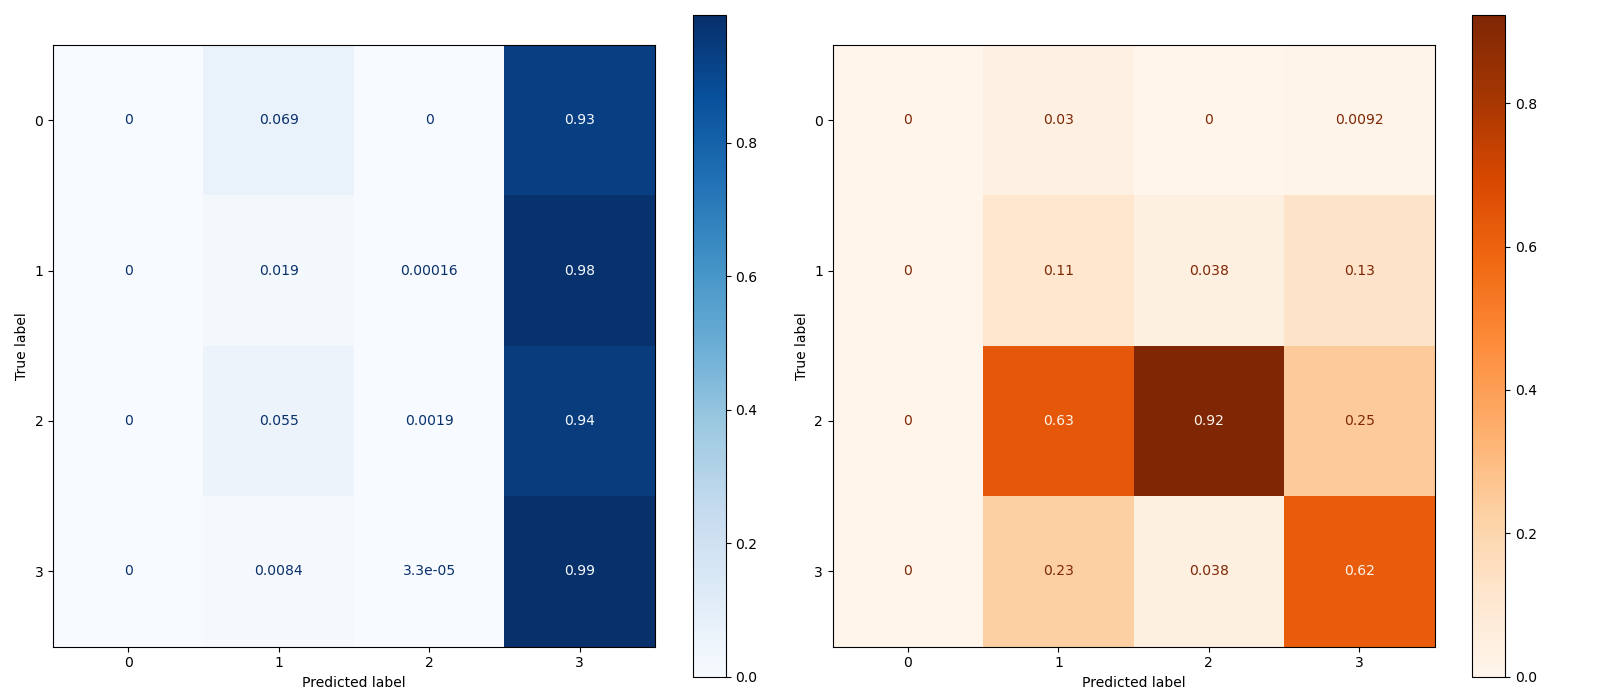 0 0 0.069 0 0.93
1 0 0.019 0.00016 0.98
2 0 0.055 0.0019 0.94
3 0 0.0084 3.3e-05 0.99
0 1 2 3
True label
Predicted label
0.8
0.6
0.4
0.2
0.0
0 0 0.03 0 0.0092
1 0 0.11 0.038 0.13
2 0 0.63 0.92 0.25
3 0 0.23 0.038 0.62
0 1 2 3
True label
Predicted label
0.8
0.6
0.4
0.2
0.0